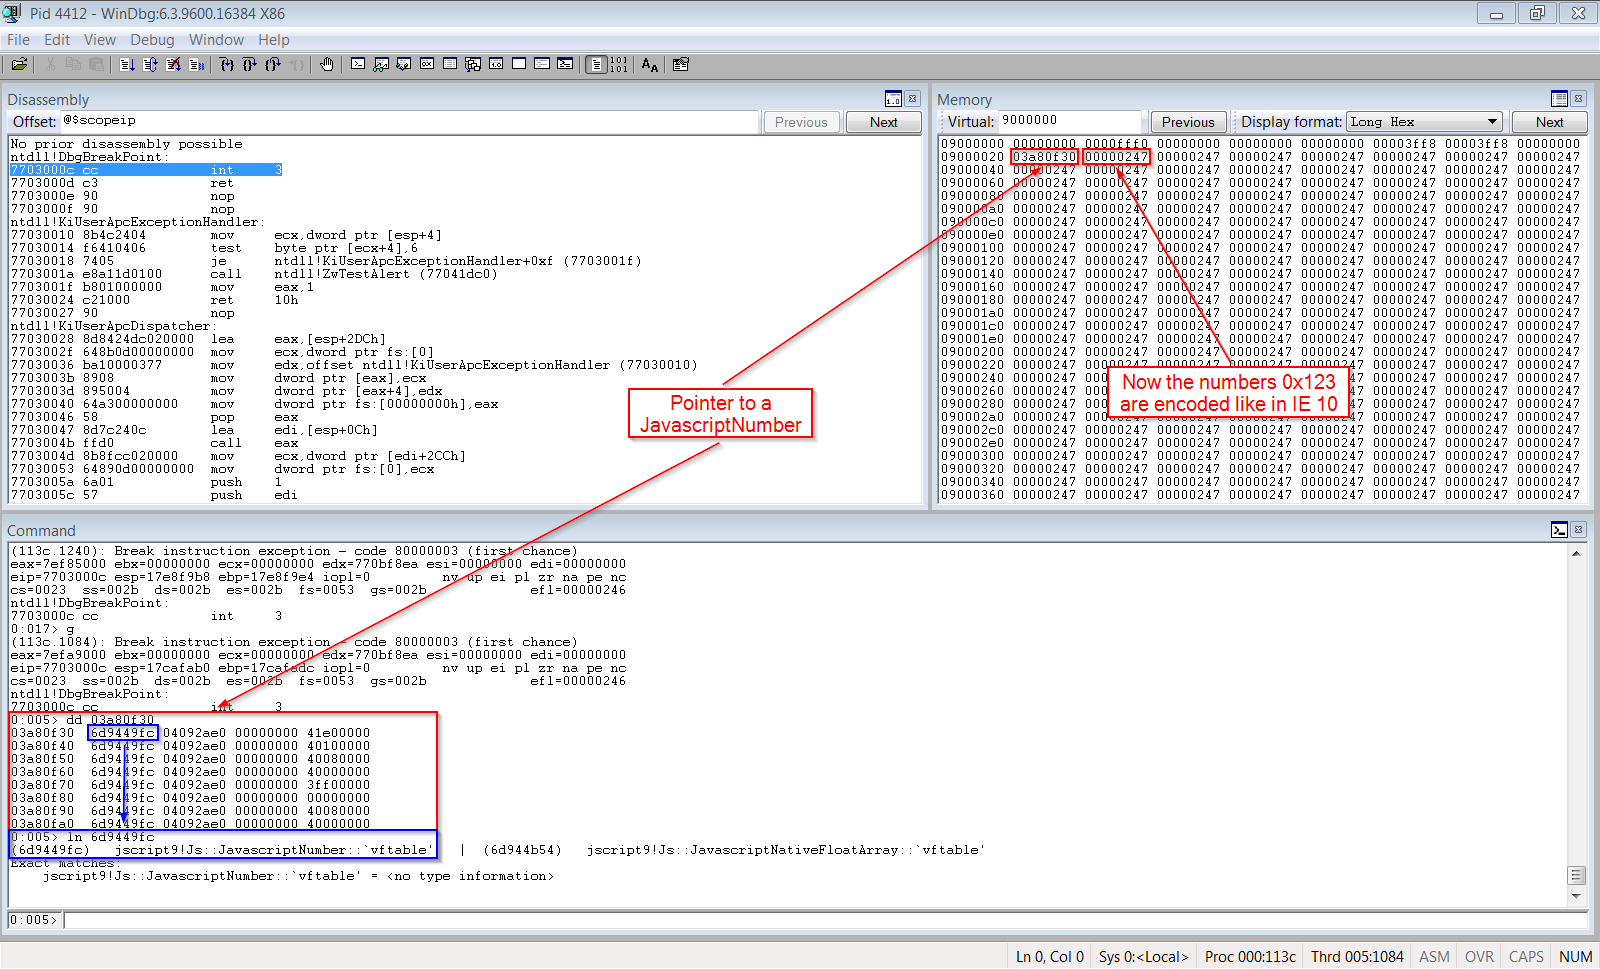 Pid 4412 - WinDbg:6.3.9600.16384 X86
File Edit View Debug Window Help
Disassembly
Offset: @$scopeip Previous Next
No prior disassembly possible
ntdll!DbgBreakPoint:
7703000c cc int 3
7703000d c3 ret
7703000e 90 nop
7703000f 90 nop
ntdll!KiUserApcExceptionHandler:
77030010 8b4c2404 mov ecx,dword ptr [esp+4]
77030014 f6410406 test byte ptr [ecx+4],6
77030018 7405 je ntdll!KiUserApcExceptionHandler+0xf (7703001f)
7703001a e8a11d0100 call ntdll!ZwTestAlert (77041dc0)
7703001f b801000000 mov eax,1
77030024 c21000 ret 10h
77030027 90 nop
ntdll!KiUserApcDispatcher:
77030028 8d8424dc020000 lea eax,[esp+2DCh]
7703002f 648b0d00000000 mov ecx,dword ptr fs:[0]
77030036 ba10000377 mov edx,offset ntdll!KiUserApcExceptionHandler (77030010)
7703003b 8908 mov dword ptr [eax],ecx
7703003d 895004 mov dword ptr [eax+4],edx
77030040 64a300000000 mov dword ptr fs:[00000000h],eax
77030046 58 pop eax
77030047 8d7c240c lea edi,[esp+0Ch]
7703004b ffd0 call eax
7703004d 8b8fcc020000 mov ecx,dword ptr [edi+2CCh]
77030053 64890d00000000 mov dword ptr fs:[0],ecx
7703005a 6a01 push 1
7703005c 57 push edi
Memory
Virtual: 9000000 Previous Display format: Long Hex Next
09000000 00000000 0000fff0 00000000 00000000 00000000 00003ff8 00003ff8 00000000
09000020 03a80f30 00000247 00000247 00000247 00000247 00000247 00000247 00000247
09000040 00000247 00000247 00000247 00000247 00000247 00000247 00000247 00000247
09000060 00000247 00000247 00000247 00000247 00000247 00000247 00000247 00000247
09000080 00000247 00000247 00000247 00000247 00000247 00000247 00000247 00000247
090000a0 00000247 00000247 00000247 00000247 00000247 00000247 00000247 00000247
090000c0 00000247 00000247 00000247 00000247 00000247 00000247 00000247 00000247
090000e0 00000247 00000247 00000247 00000247 00000247 00000247 00000247 00000247
09000100 00000247 00000247 00000247 00000247 00000247 00000247 00000247 00000247
09000120 00000247 00000247 00000247 00000247 00000247 00000247 00000247 00000247
09000140 00000247 00000247 00000247 00000247 00000247 00000247 00000247 00000247
09000160 00000247 00000247 00000247 00000247 00000247 00000247 00000247 00000247
09000180 00000247 00000247 00000247 00000247 00000247 00000247 00000247 00000247
090001a0 00000247 00000247 00000247 00000247 00000247 00000247 00000247 00000247
090001c0 00000247 00000247 00000247 00000247 00000247 00000247 00000247 00000247
090001e0 00000247 00000247 00000247 00000247 00000247 00000247 00000247 00000247
09000200 00000247 00000247 00000247 00000247 00000247 00000247 00000247 00000247
09000220 00000247 00000247 00000247 00000247 00000247 00000247 00000247 00000247
09000240 00000247 00000247 00000247 00000247
09000260 00000247 00000247 00000247 00000247
09000280 00000247 00000247 00000247 00000247
090002a0 00000247 00000247 00000247 00000247
090002c0 00000247 00000247 00000247 00000247 00000247 00000247 00000247 00000247
090002e0 00000247 00000247 00000247 00000247 00000247 00000247 00000247 00000247
09000300 00000247 00000247 00000247 00000247 00000247 00000247 00000247 00000247
09000320 00000247 00000247 00000247 00000247 00000247 00000247 00000247 00000247
09000340 00000247 00000247 00000247 00000247 00000247 00000247 00000247 00000247
09000360 00000247 00000247 00000247 00000247 00000247 00000247 00000247 00000247
Pointer to a
JavascriptNumber
Now the numbers 0x123
are encoded like in IE 10
Command
(113c.1240): Break instruction exception - code 80000003 (first chance)
eax=7ef85000 ebx=00000000 ecx=00000000 edx=770bf8ea esi=00000000 edi=00000000
eip=7703000c esp=17e8f9b8 ebp=17e8f9e4 iopl=0 nv up ei pl zr na pe nc
cs=0023 ss=002b ds=002b es=002b fs=0053 gs=002b efl=00000246
ntdll!DbgBreakPoint:
7703000c cc int 3
0:017> g
(113c.1084): Break instruction exception - code 80000003 (first chance)
eax=7efa9000 ebx=00000000 ecx=00000000 edx=770bf8ea esi=00000000 edi=00000000
eip=7703000c esp=17cafab0 ebp=17cafadc iopl=0 nv up ei pl zr na pe nc
cs=0023 ss=002b ds=002b es=002b fs=0053 gs=002b efl=00000246
ntdll!DbgBreakPoint:
7703000c cc int 3
0:005> dd 03a80f30
03a80f30 6d9449fc 04092ae0 00000000 41e00000
03a80f40 6d9449fc 04092ae0 00000000 40100000
03a80f50 6d9449fc 04092ae0 00000000 40080000
03a80f60 6d9449fc 04092ae0 00000000 40000000
03a80f70 6d9449fc 04092ae0 00000000 3ff00000
03a80f80 6d9449fc 04092ae0 00000000 00000000
03a80f90 6d9449fc 04092ae0 00000000 40080000
03a80fa0 6d9449fc 04092ae0 00000000 40000000
0:005> ln 6d9449fc
(6d9449fc) jscript9!Js::JavascriptNumber::`vftable' | (6d944b54) jscript9!Js::JavascriptNativeFloatArray::`vftable'
Exact matches:
jscript9!Js::JavascriptNumber::`vftable' = <no type information>
0:005>
Ln 0, Col 0 Sys 0:<Local> Proc 000:113c Thrd 005:1084 ASM OVR CAPS NUM